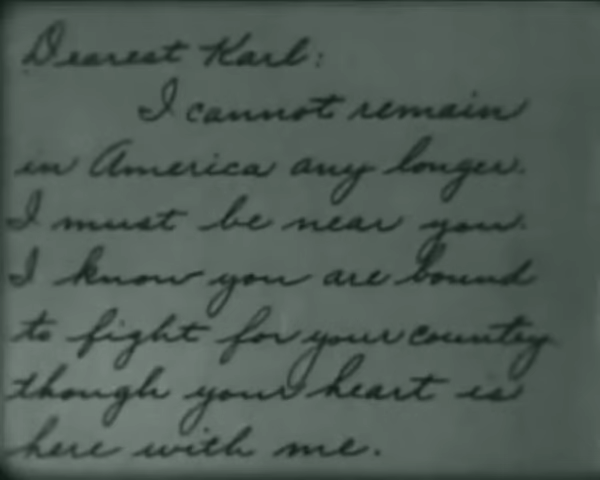 Dearest Karl:
I cannot remain
in America any longer.
I must be near you.
I know you are bound
to fight for your country
though your heart is
here with me.